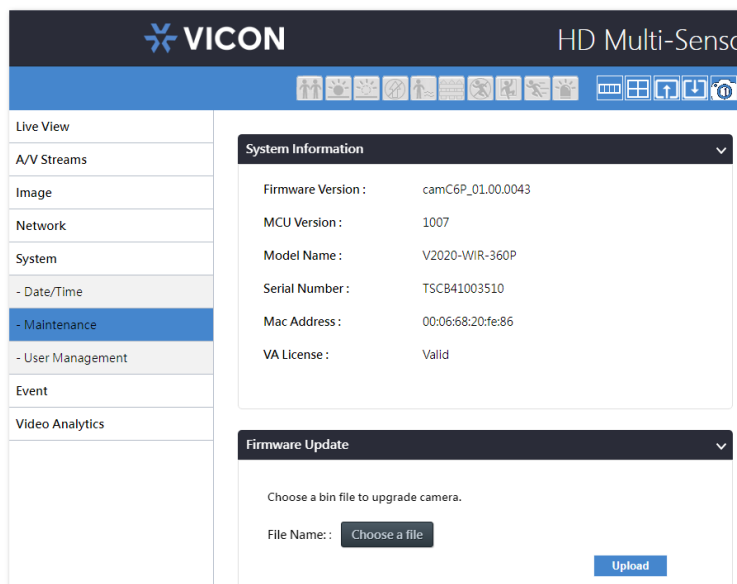 VICON
HD Multi-Senso
Live View
A/V Streams
Image
Network
System
- Date/Time
- Maintenance
- User Management
Event
Video Analytics
System Information
Firmware Version : camC6P_01.00.0043
MCU Version : 1007
Model Name : V2020-WIR-360P
Serial Number : TSCB41003510
Mac Address : 00:06:68:20:fe:86
VA License : Valid
Firmware Update
Choose a bin file to upgrade camera.
File Name: : Choose a file
Upload